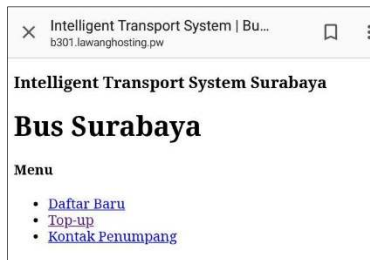 Intelligent Transport System | Bu...
b301.lawanghosting.pw
Intelligent Transport System Surabaya
Bus Surabaya
Menu
Daftar Baru
Top-up
Kontak Penumpang